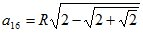 a₁₆ = R√(2 − √(2 + √2))